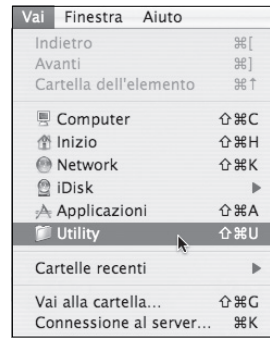 Vai Finestra Aiuto
Indietro ⌘[
Avanti ⌘]
Cartella dell'elemento ⌘↑
Computer ⇧⌘C
Inizio ⇧⌘H
Network ⇧⌘K
iDisk ▶
Applicazioni ⇧⌘A
Utility ⇧⌘U
Cartelle recenti ▶
Vai alla cartella... ⇧⌘G
Connessione al server... ⌘K